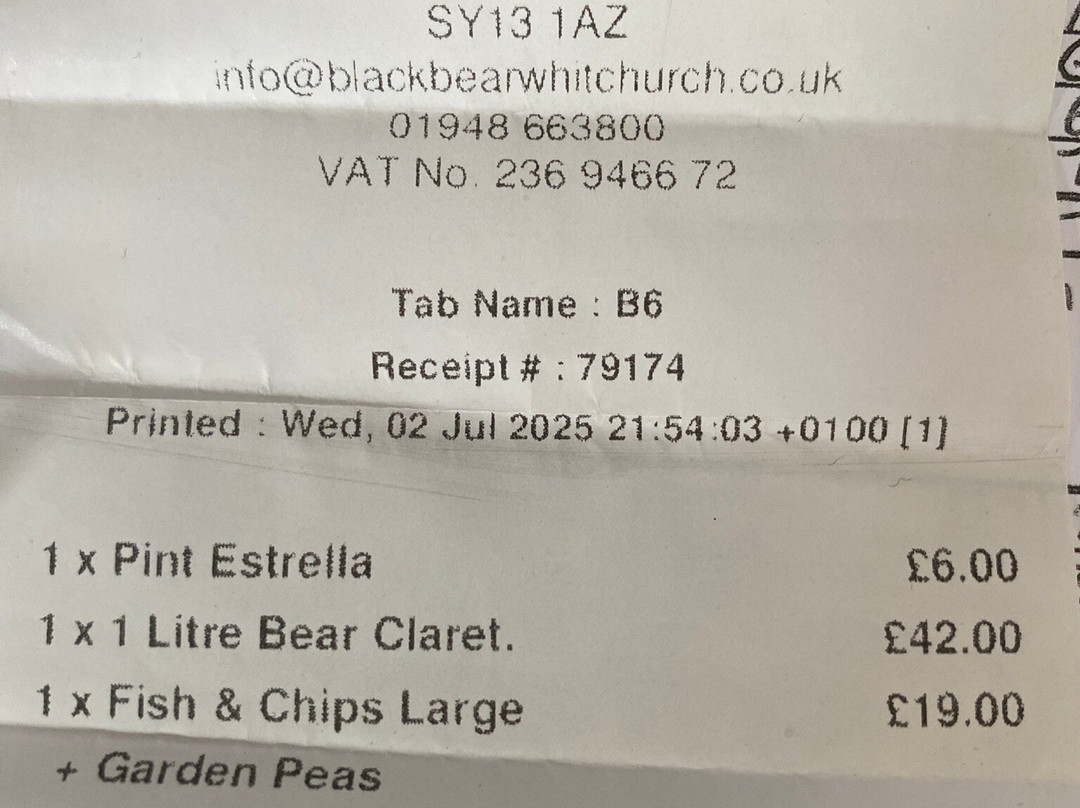 SY13 1AZ
info@blackbearwhitchurch.co.uk
01948 663800
VAT No. 236 9466 72
Tab Name : B6
Receipt # : 79174
Printed : Wed, 02 Jul 2025 21:54:03 +0100 [1]
1 x Pint Estrella £6.00
1 x 1 Litre Bear Claret. £42.00
1 x Fish & Chips Large £19.00
+ Garden Peas